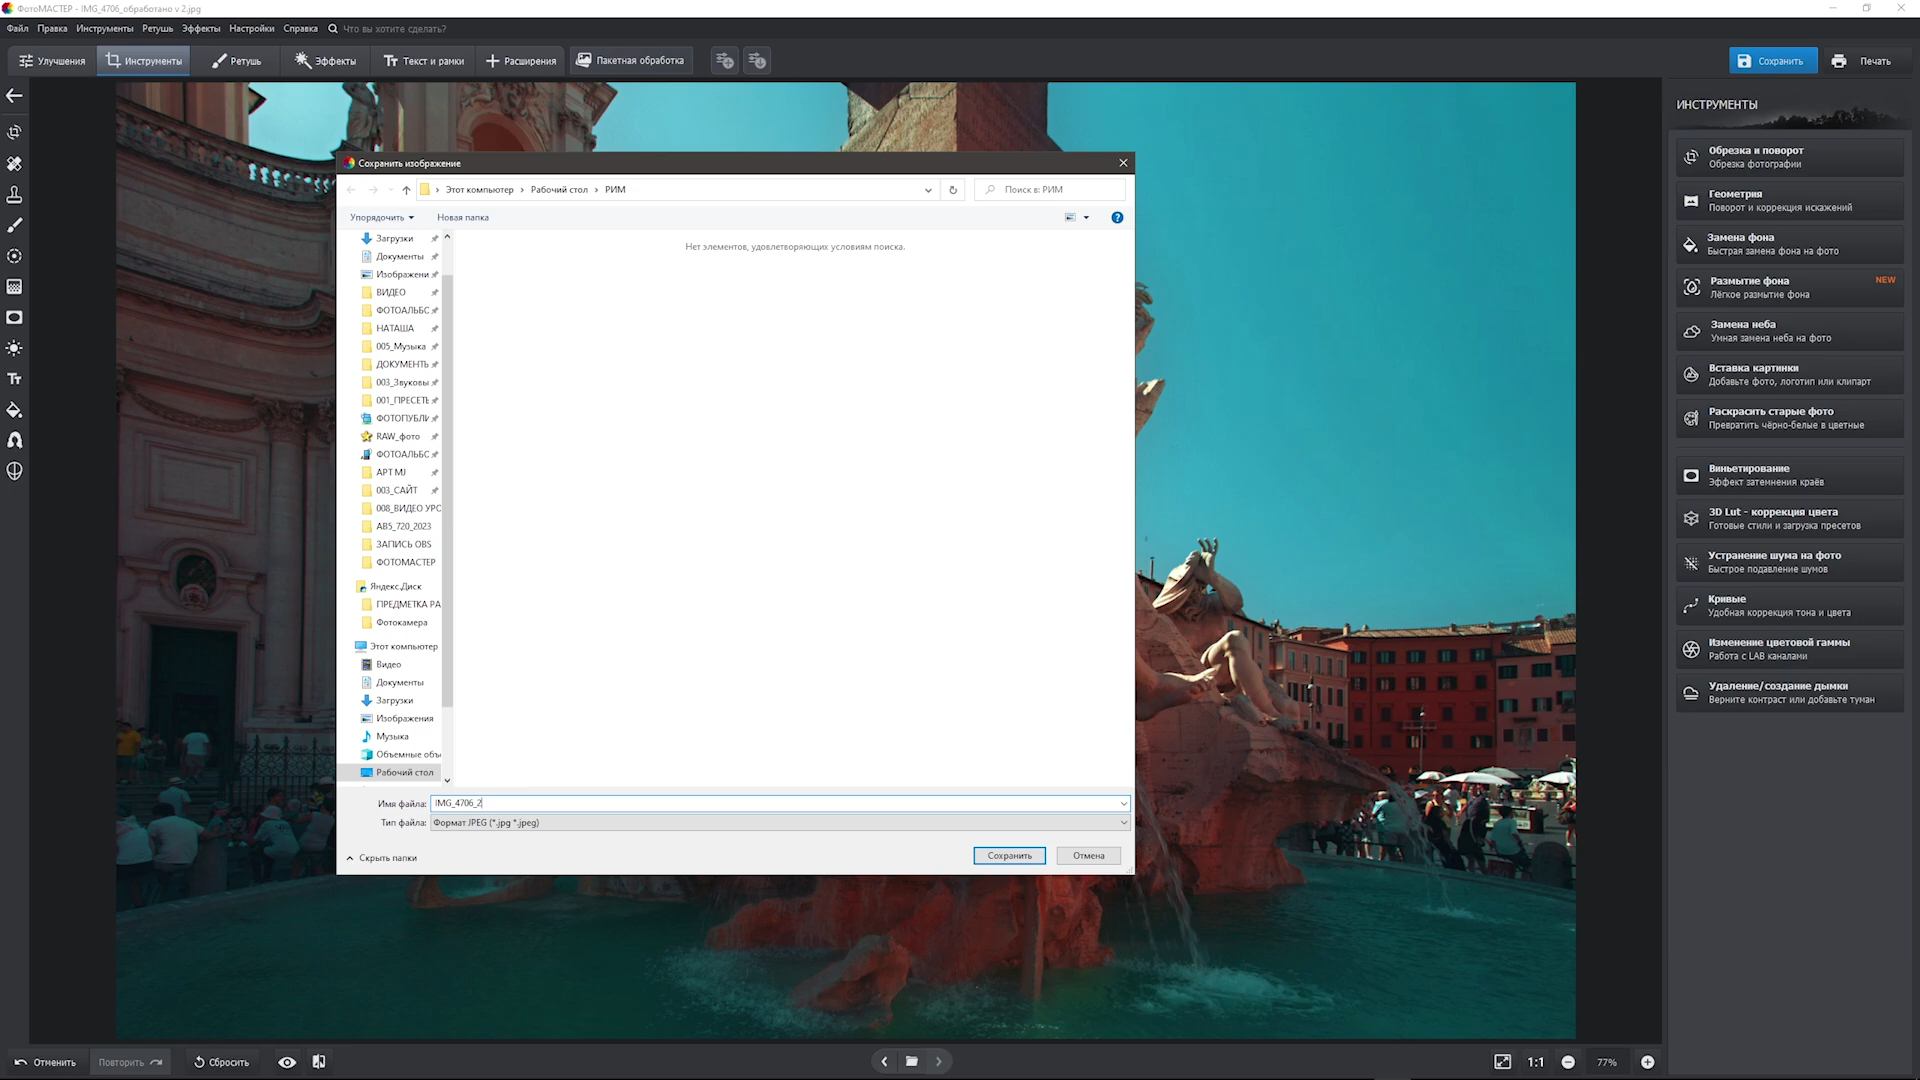 ФотоМАСТЕР - IMG_4706_обработано v 2.jpg
Файл Правка Инструменты Ретушь Эффекты Настройки Справка Что вы хотите сделать?
Улучшения Инструменты Ретушь Эффекты Текст и рамки Расширения Пакетная обработка Сохранить Печать
Сохранить изображение
Этот компьютер › Рабочий стол › РИМ
Поиск в: РИМ
Упорядочить Новая папка
Нет элементов, удовлетворяющих условиям поиска.
Загрузки
Документы
Изображени
ВИДЕО
ФОТОАЛЬБС
НАТАША
005_Музыка
ДОКУМЕНТЬ
003_Звуковы
001_ПРЕСЕТЬ
ФОТОПУБЛИ
RAW_фото
ФОТОАЛЬБС
АРТ MJ
003_САЙТ
008_ВИДЕО УРС
AB5_720_2023
ЗАПИСЬ OBS
ФОТОМАСТЕР
Яндекс.Диск
ПРЕДМЕТКА РА
Фотокамера
Этот компьютер
Видео
Документы
Загрузки
Изображения
Музыка
Объемные объ
Рабочий стол
Имя файла: IMG_4706_2
Тип файла: Формат JPEG (*.jpg *.jpeg)
Скрыть папки
Сохранить Отмена
ИНСТРУМЕНТЫ
Обрезка и поворот
Обрезка фотографии
Геометрия
Поворот и коррекция искажений
Замена фона
Быстрая замена фона на фото
Размытие фона NEW
Лёгкое размытие фона
Замена неба
Умная замена неба на фото
Вставка картинки
Добавьте фото, логотип или клипарт
Раскрасить старые фото
Превратить чёрно-белые в цветные
Виньетирование
Эффект затемнения краёв
3D Lut - коррекция цвета
Готовые стили и загрузка пресетов
Устранение шума на фото
Быстрое подавление шумов
Кривые
Удобная коррекция тона и цвета
Изменение цветовой гаммы
Работа с LAB каналами
Удаление/создание дымки
Верните контраст или добавьте туман
Отменить Повторить Сбросить 1:1 77%